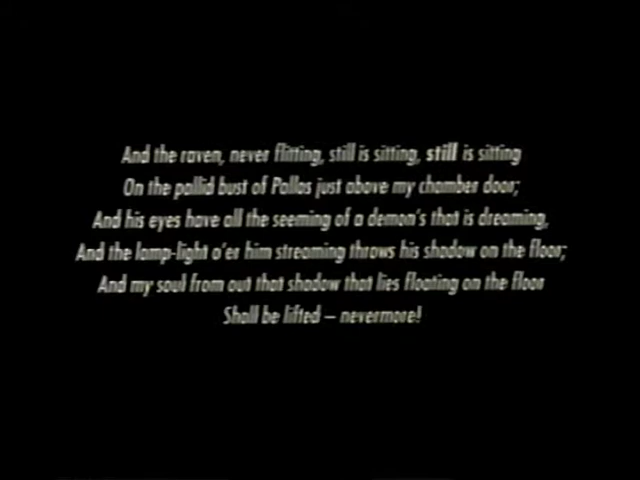 And the raven, never flitting, still is sitting, still is sitting
On the pallid bust of Pallas just above my chamber door;
And his eyes have all the seeming of a demon's that is dreaming,
And the lamp-light o'er him streaming throws his shadow on the floor;
And my soul from out that shadow that lies floating on the floor
Shall be lifted – nevermore!